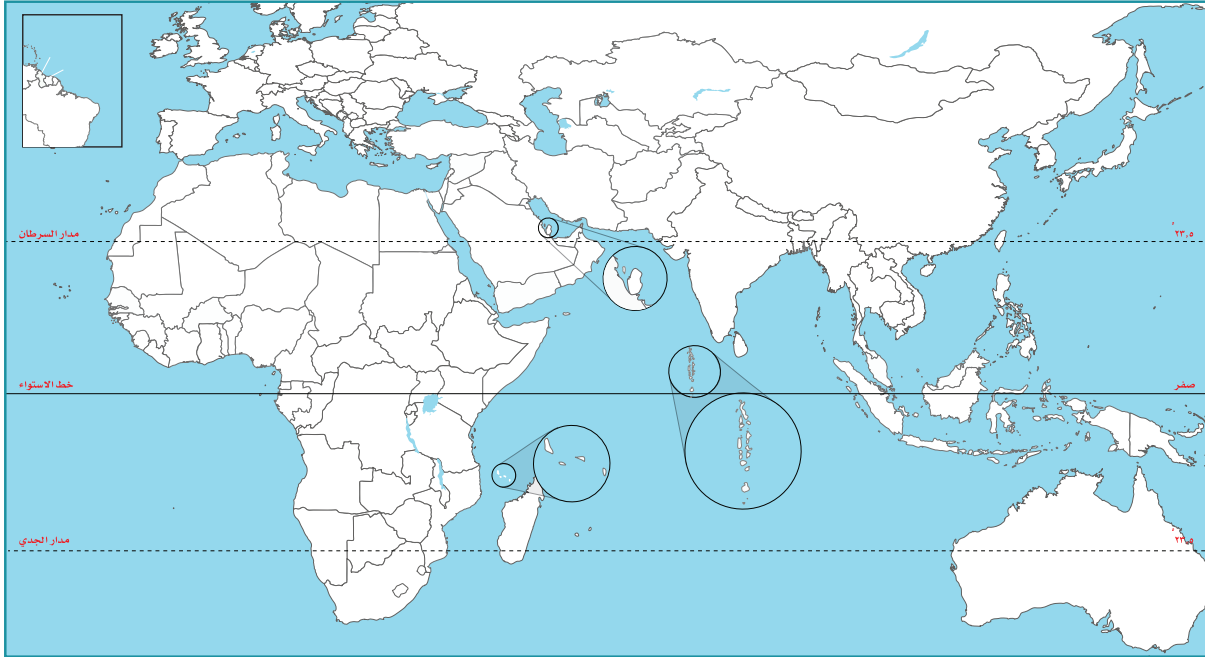 مدار السرطان
٢٣٫٥°
خط الاستواء
صفر
مدار الجدي
٢٣٫٥°